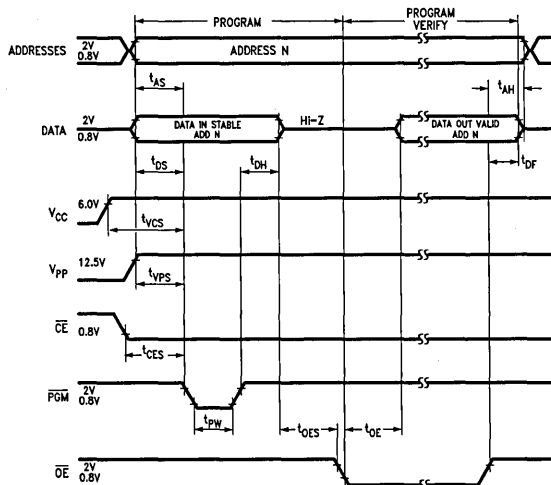 PROGRAM
PROGRAM
VERIFY
ADDRESSES
2V
0.8V
ADDRESS N
tAS
tAH
DATA
2V
0.8V
DATA IN STABLE
ADD N
HI-Z
DATA OUT VALID
ADD N
tDS
tDH
tDF
VCC
6.0V
tVCS
VPP
12.5V
tVPS
CE
0.8V
tCES
PGM
2V
0.8V
tPW
tOES
tOE
OE
2V
0.8V